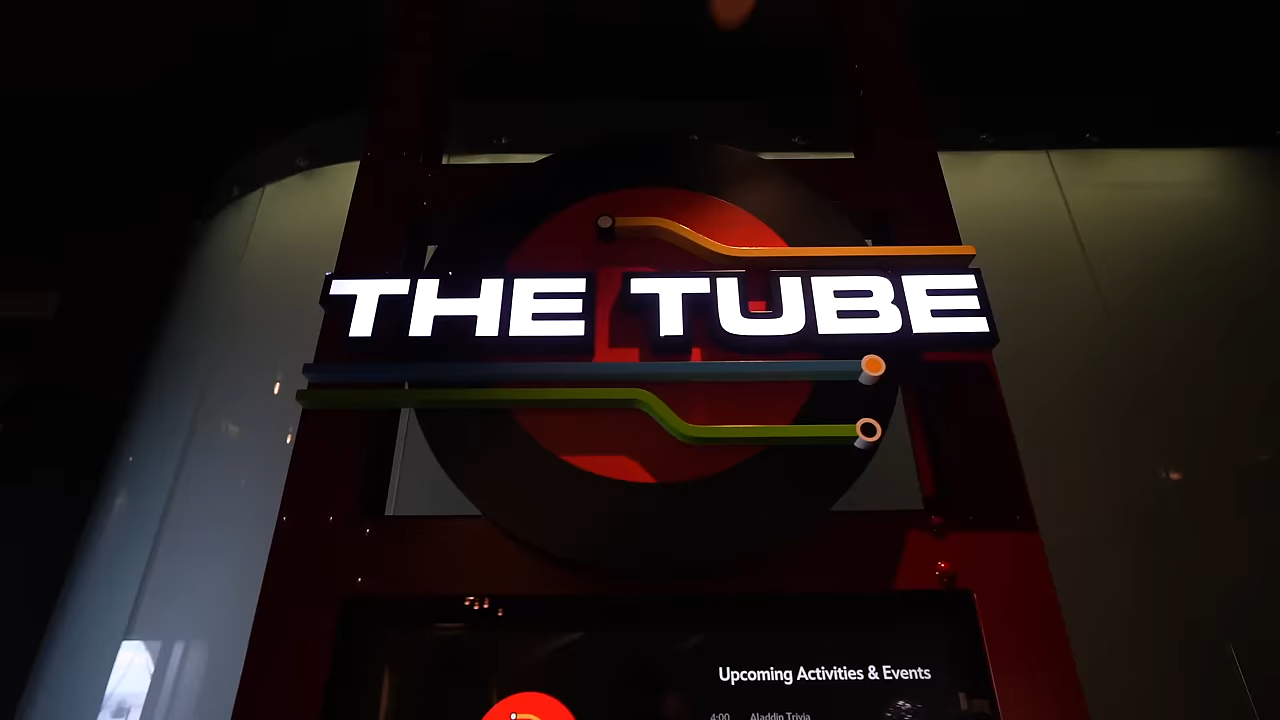 THE TUBE
Upcoming Activities & Events
4:00 Aladdin Trivia